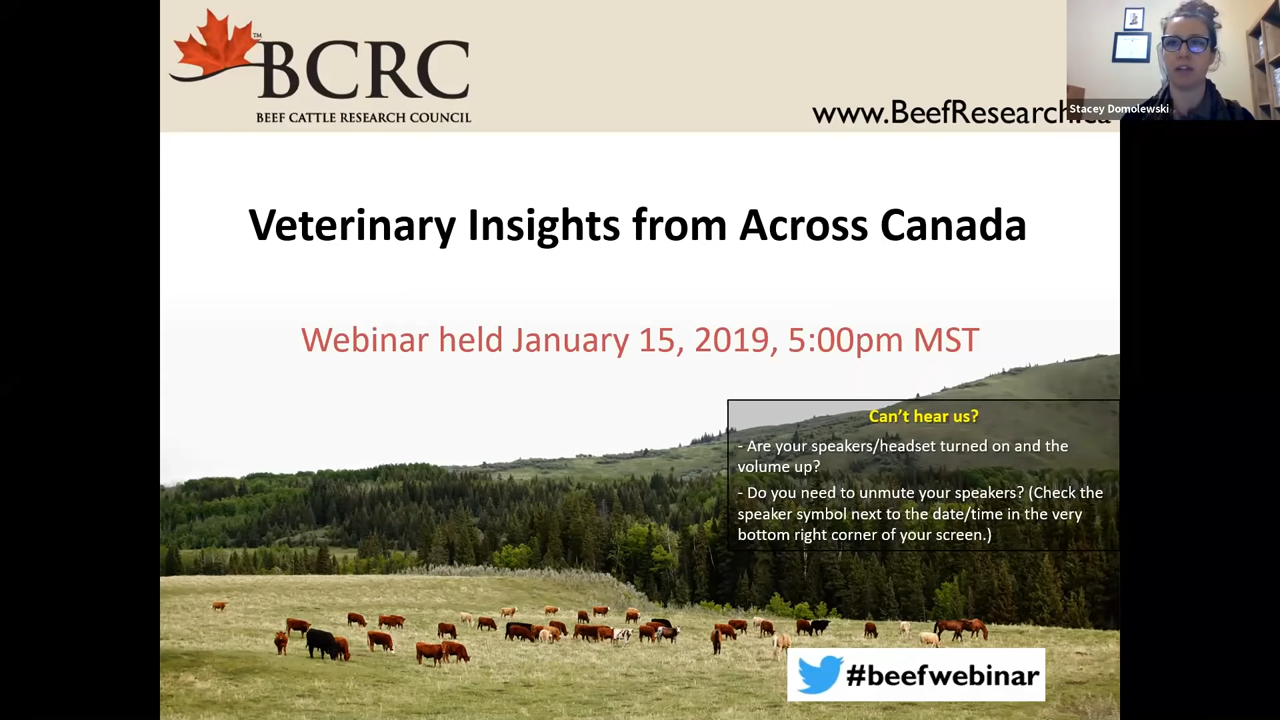 BCRC
TM
BEEF CATTLE RESEARCH COUNCIL
www.BeefResearch.ca
Stacey Domolewski
Veterinary Insights from Across Canada
Webinar held January 15, 2019, 5:00pm MST
Can't hear us?
- Are your speakers/headset turned on and the
volume up?
- Do you need to unmute your speakers? (Check the
speaker symbol next to the date/time in the very
bottom right corner of your screen.)
#beefwebinar